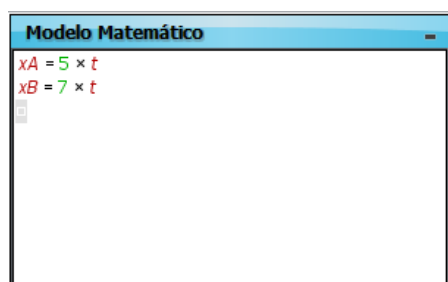 Modelo Matemático
xA = 5 × t
xB = 7 × t